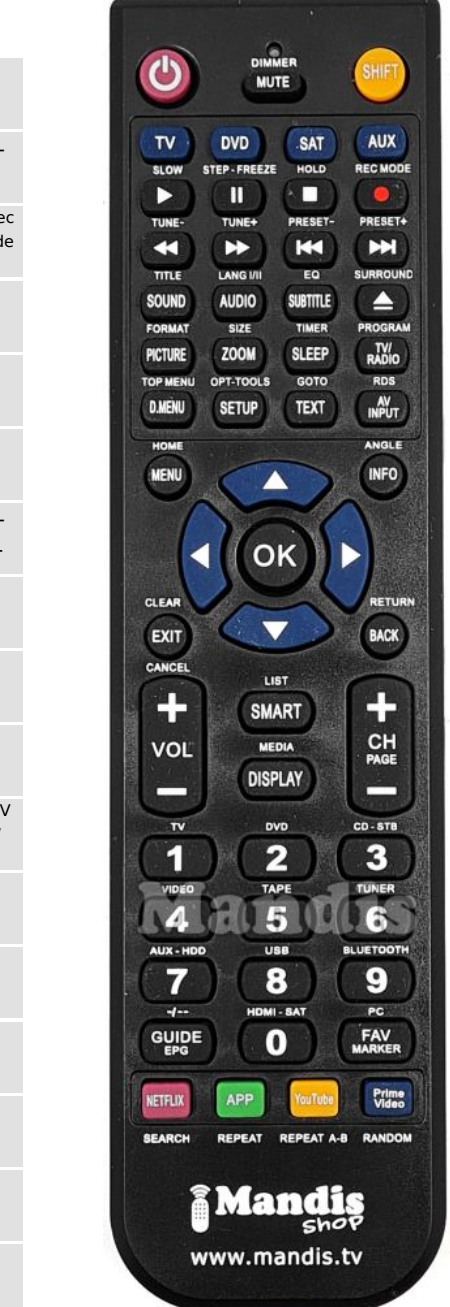 DIMMER
MUTE
SHIFT
TV DVD SAT AUX
SLOW STEP-FREEZE HOLD REC MODE
TUNE- TUNE+ PRESET- PRESET+
TITLE LANG I/II EQ SURROUND
SOUND AUDIO SUBTITLE
FORMAT SIZE TIMER PROGRAM
PICTURE ZOOM SLEEP TV/
RADIO
TOP MENU OPT-TOOLS GOTO RDS
D.MENU SETUP TEXT AV
INPUT
HOME ANGLE
MENU INFO
OK
CLEAR RETURN
EXIT BACK
CANCEL
LIST
+ SMART +
VOL MEDIA CH
PAGE
- DISPLAY -
TV DVD CD-STB
1 2 3
VIDEO TAPE TUNER
4 5 6
Mandis
AUX-HDD USB BLUETOOTH
7 8 9
-/-- HDMI-SAT PC
GUIDE
EPG
0
FAV
MARKER
NETFLIX APP YouTube Prime
Video
SEARCH REPEAT REPEAT A-B RANDOM
Mandis
shop
www.mandis.tv